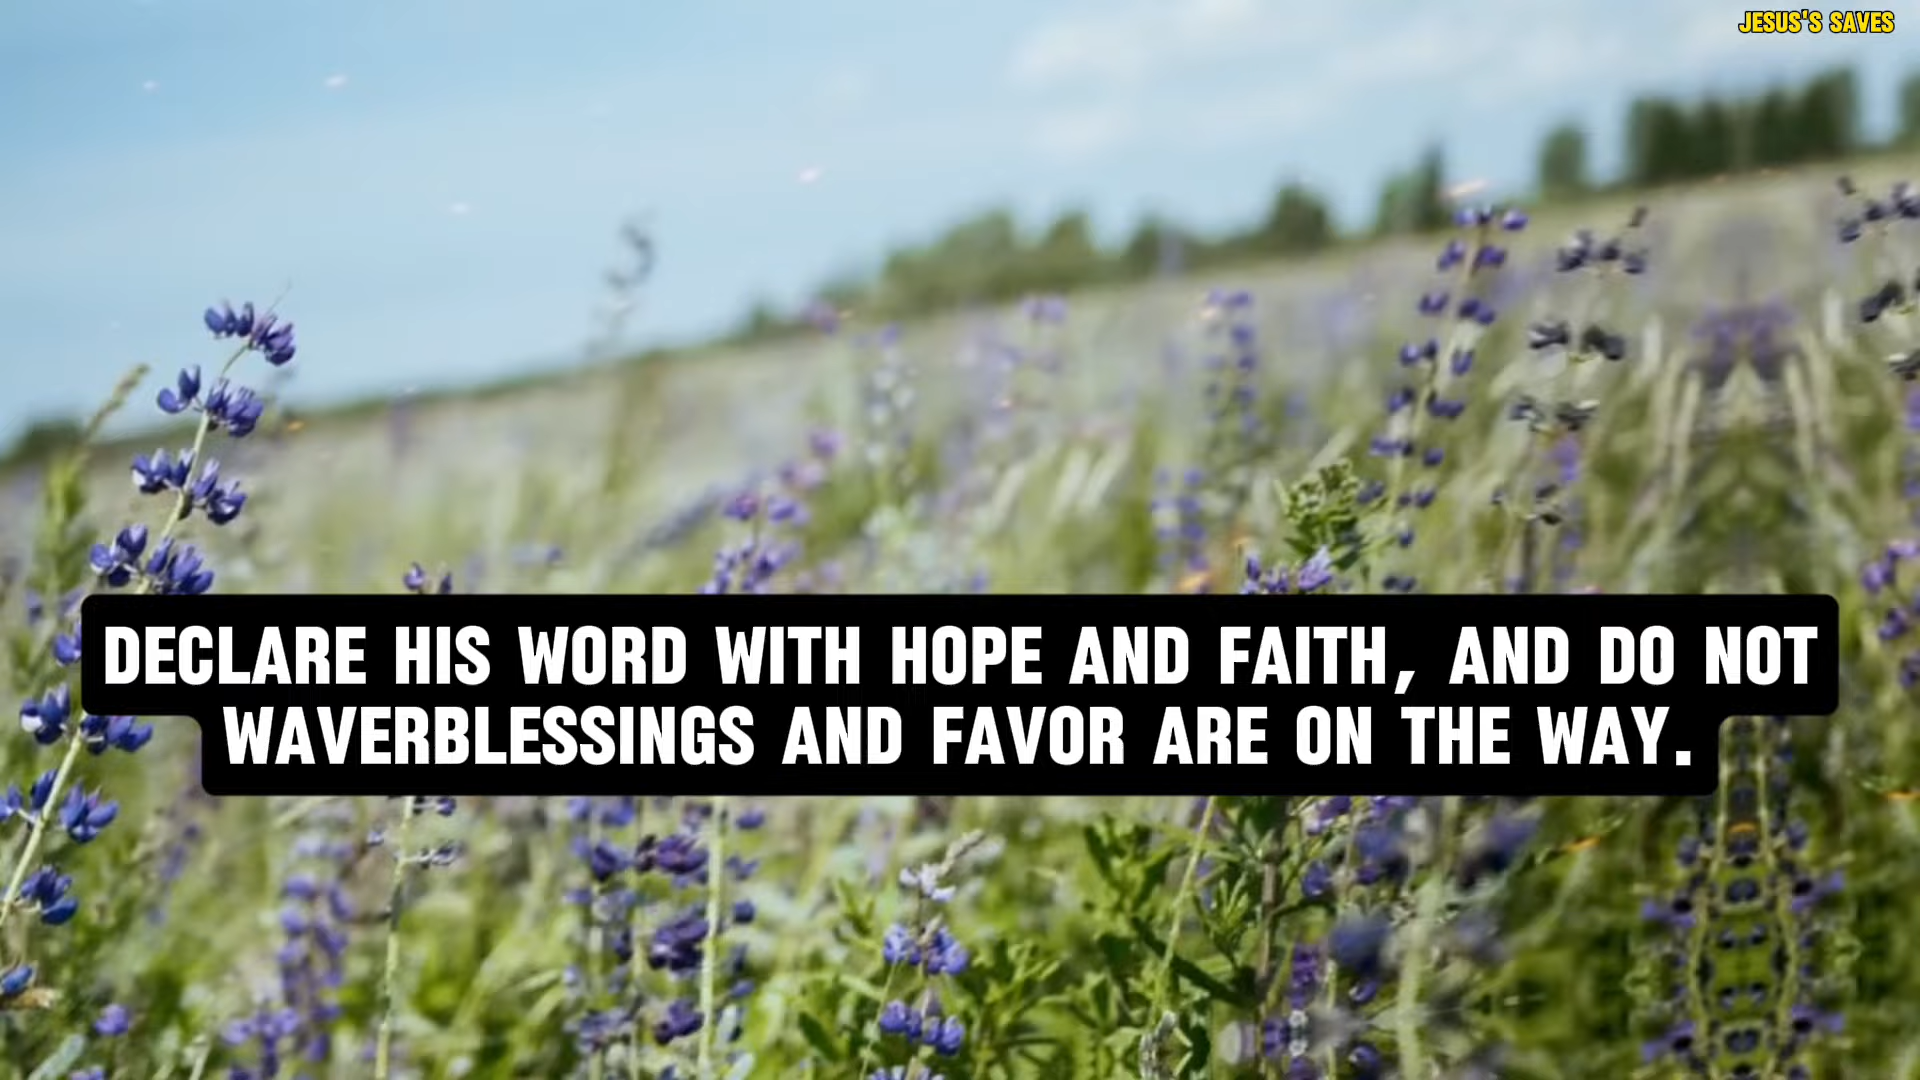 JESUS'S SAVES
DECLARE HIS WORD WITH HOPE AND FAITH, AND DO NOT
WAVERBLESSINGS AND FAVOR ARE ON THE WAY.